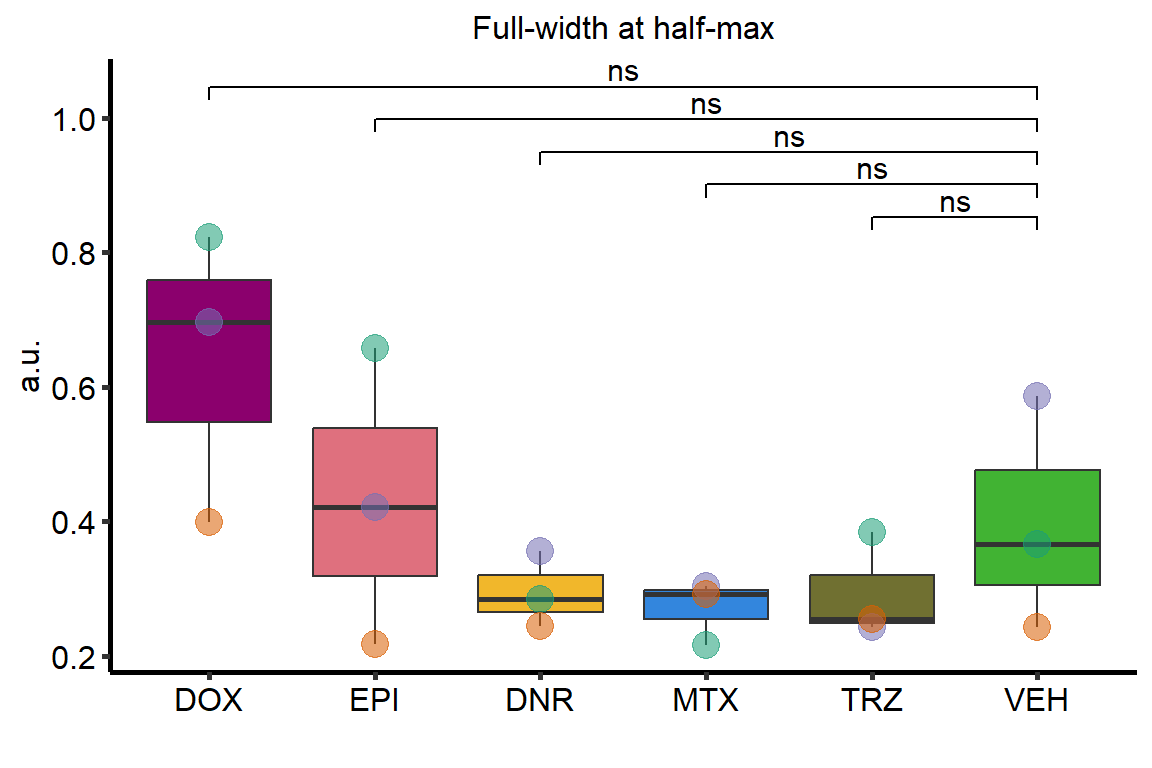 Full-width at half-max
ns
ns
ns
ns
ns
1.0
0.8
0.6
0.4
0.2
a.u.
DOX EPI DNR MTX TRZ VEH